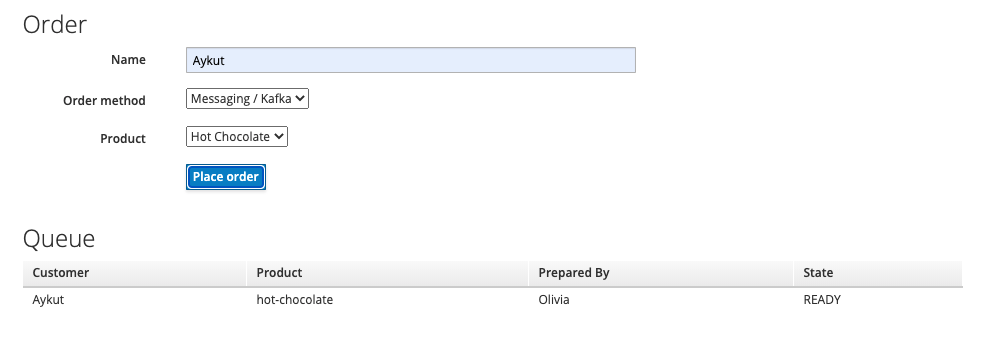 Order
Name Aykut
Order method Messaging / Kafka
Product Hot Chocolate
Place order
Queue
Customer Product Prepared By State
Aykut hot-chocolate Olivia READY